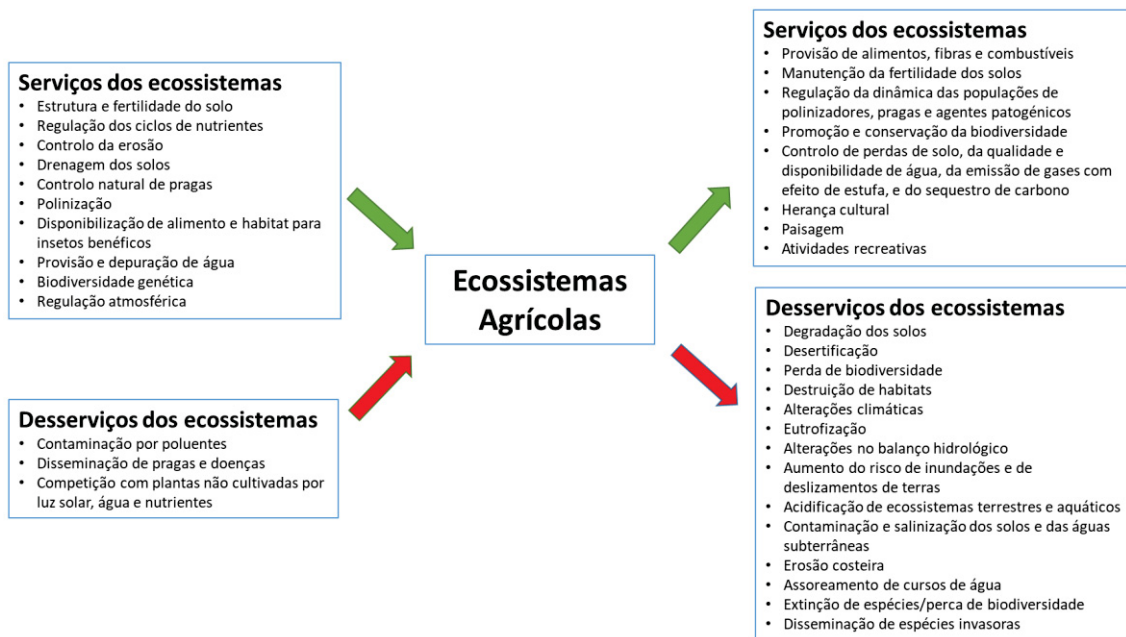 Serviços dos ecossistemas
• Estrutura e fertilidade do solo
• Regulação dos ciclos de nutrientes
• Controlo da erosão
• Drenagem dos solos
• Controlo natural de pragas
• Polinização
• Disponibilização de alimento e habitat para
insetos benéficos
• Provisão e depuração de água
• Biodiversidade genética
• Regulação atmosférica
Desserviços dos ecossistemas
• Contaminação por poluentes
• Disseminação de pragas e doenças
• Competição com plantas não cultivadas por
luz solar, água e nutrientes
Ecossistemas
Agrícolas
Serviços dos ecossistemas
• Provisão de alimentos, fibras e combustíveis
• Manutenção da fertilidade dos solos
• Regulação da dinâmica das populações de
polinizadores, pragas e agentes patogénicos
• Promoção e conservação da biodiversidade
• Controlo de perdas de solo, da qualidade e
disponibilidade de água, da emissão de gases com
efeito de estufa, e do sequestro de carbono
• Herança cultural
• Paisagem
• Atividades recreativas
Desserviços dos ecossistemas
• Degradação dos solos
• Desertificação
• Perda de biodiversidade
• Destruição de habitats
• Alterações climáticas
• Eutrofização
• Alterações no balanço hidrológico
• Aumento do risco de inundações e de
deslizamentos de terras
• Acidificação de ecossistemas terrestres e aquáticos
• Contaminação e salinização dos solos e das águas
subterrâneas
• Erosão costeira
• Assoreamento de cursos de água
• Extinção de espécies/perca de biodiversidade
• Disseminação de espécies invasoras